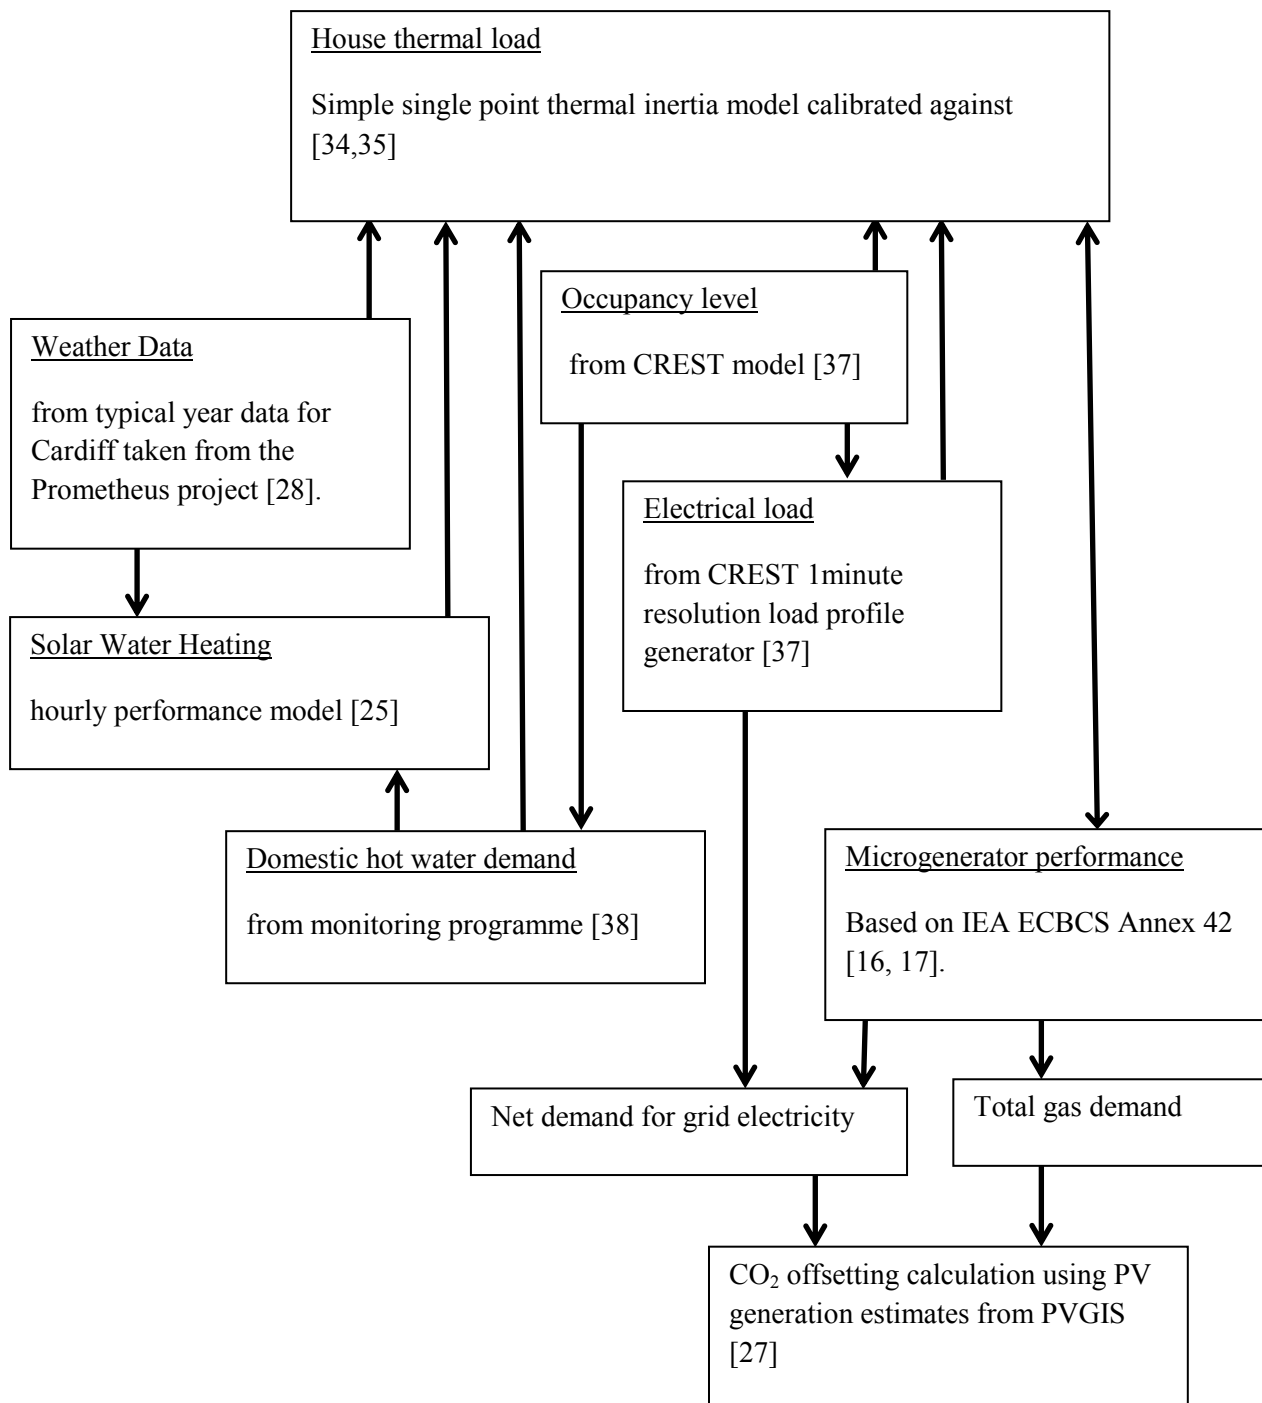 House thermal load
Simple single point thermal inertia model calibrated against
[34,35]
Occupancy level
from CREST model [37]
Weather Data
from typical year data for
Cardiff taken from the
Prometheus project [28].
Electrical load
from CREST 1minute
resolution load profile
generator [37]
Solar Water Heating
hourly performance model [25]
Domestic hot water demand
from monitoring programme [38]
Microgenerator performance
Based on IEA ECBCS Annex 42
[16, 17].
Net demand for grid electricity
Total gas demand
CO₂ offsetting calculation using PV
generation estimates from PVGIS
[27]